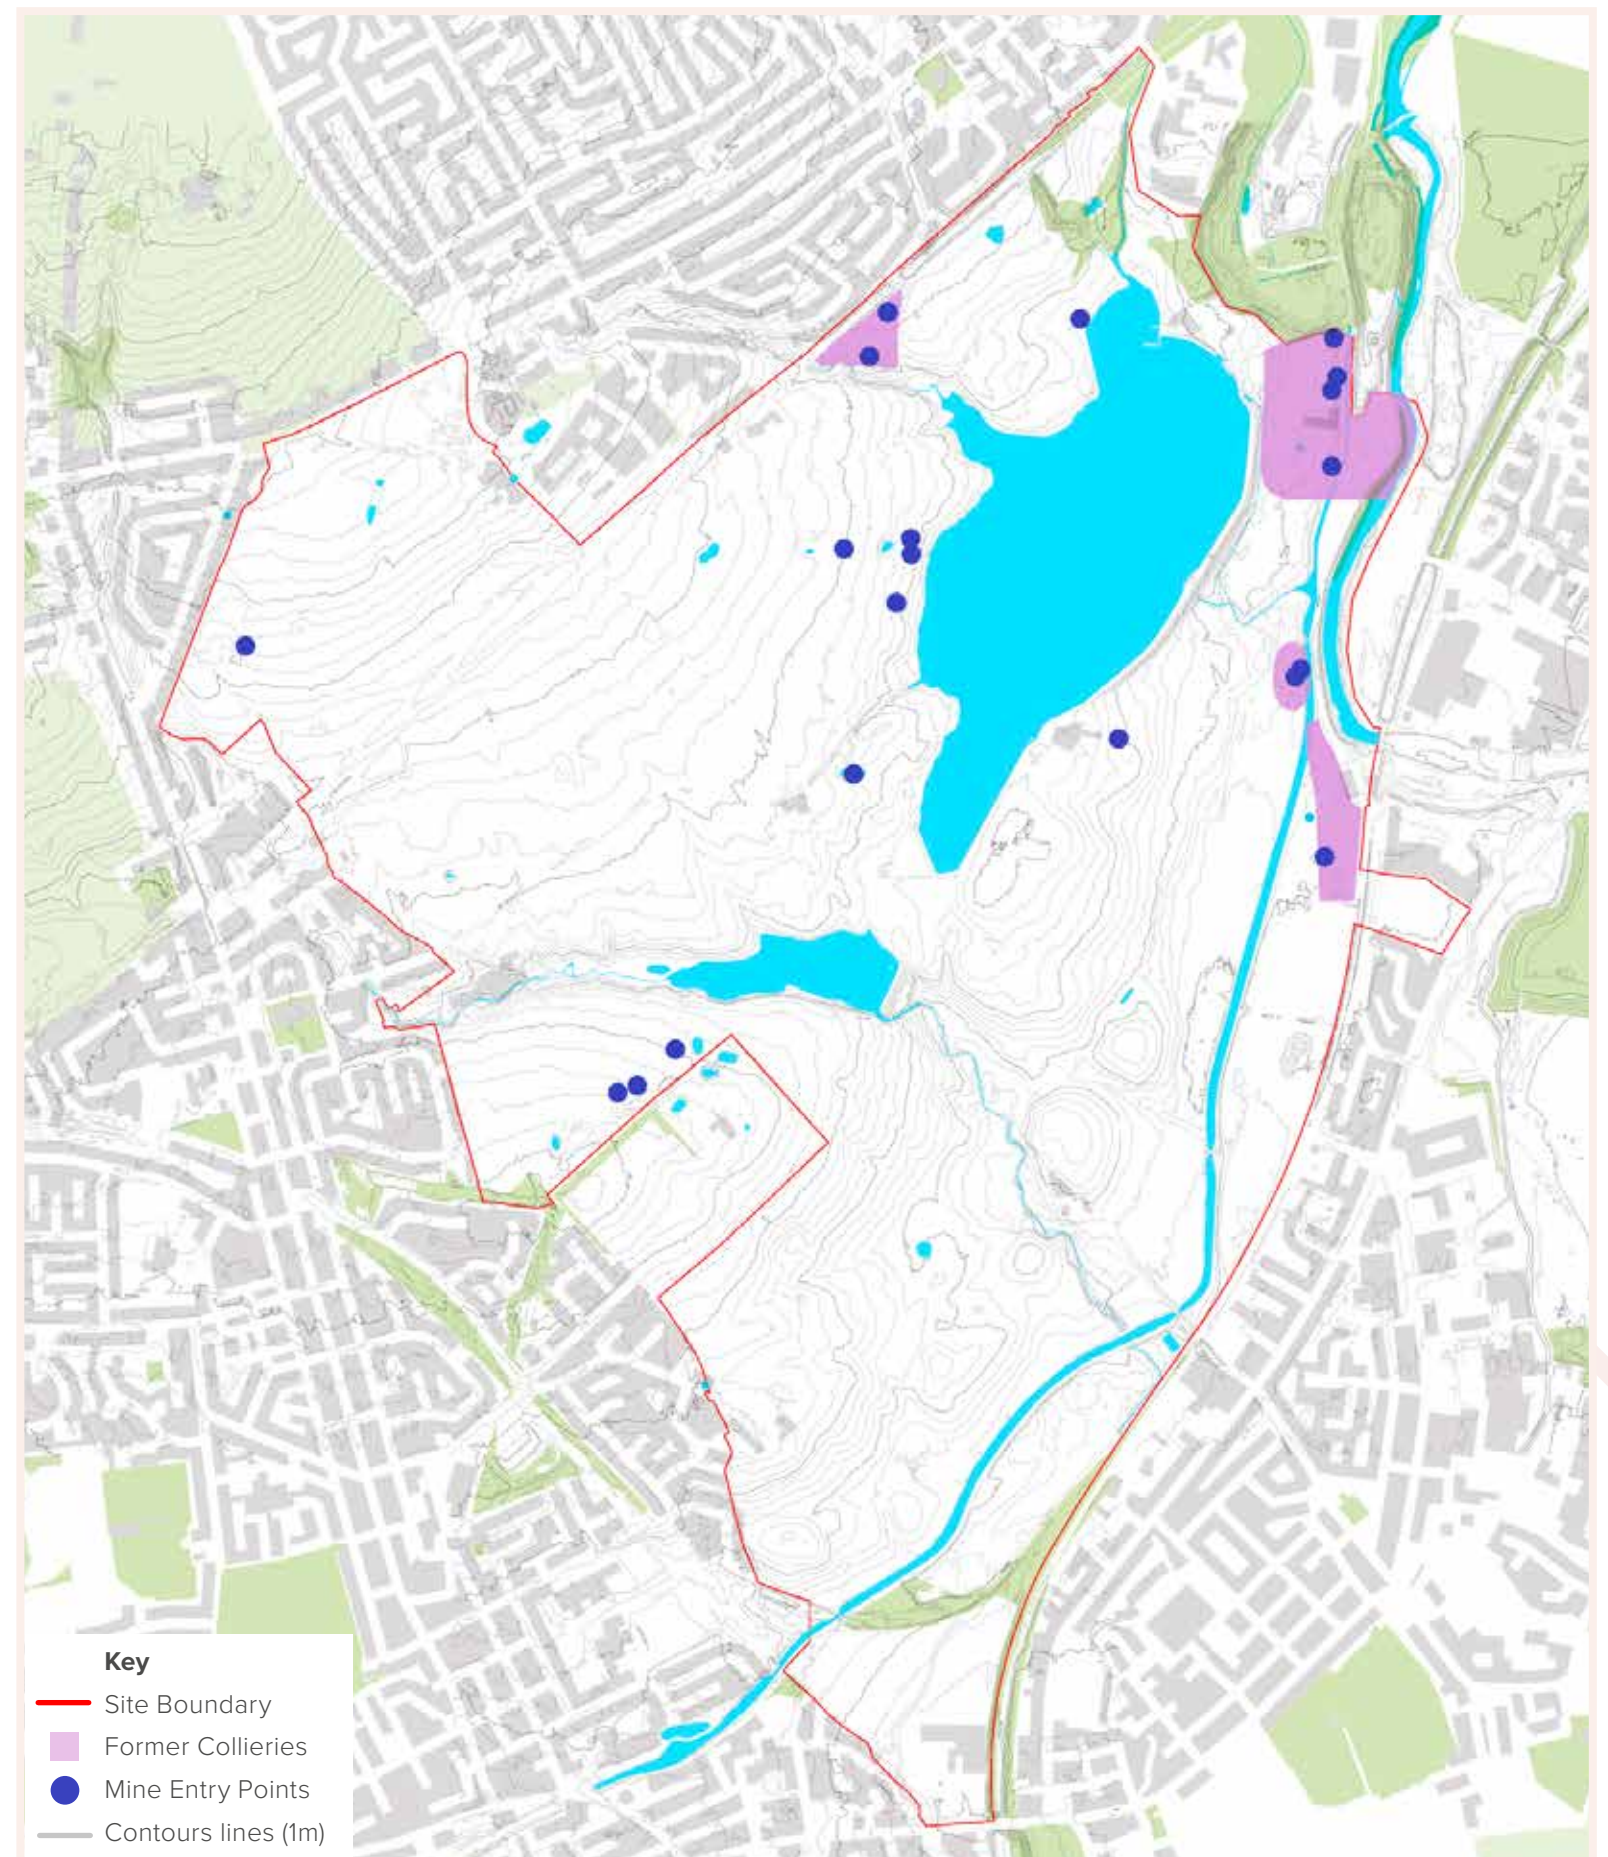 Key
Site Boundary
Former Collieries
Mine Entry Points
Contours lines (1m)